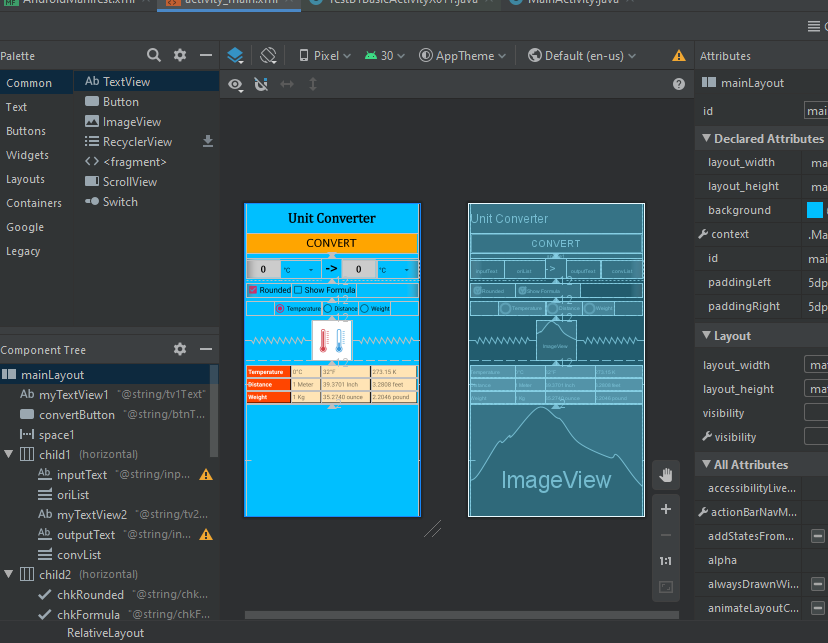 AndroidManifest.xml
activity_main.xml
MainActivity.java
Palette
Pixel
30
AppTheme
Default (en-us)
Attributes
Common
Text
Buttons
Widgets
Layouts
Containers
Google
Legacy
Ab TextView
Button
ImageView
RecyclerView
<fragment>
ScrollView
Switch
mainLayout
id
mai
Declared Attributes
layout_width
ma
layout_height
ma
background
context
.Ma
id
mai
paddingLeft
5dp
paddingRight
5dp
Layout
layout_width
ma
layout_height
ma
visibility
visibility
All Attributes
accessibilityLive...
actionBarNavM...
addStatesFrom...
alpha
alwaysDrawnWi...
animateLayoutC...
Unit Converter
CONVERT
0
°C
->
0
°C
Rounded
Show Formula
Temperature
Distance
Weight
Temperature 0°C 32°F 273.15 K
Distance 1 Meter 39.3701 Inch 3.2808 feet
Weight 1 Kg 35.2740 ounce 2.2046 pound
Unit Converter
CONVERT
inputText
oriList
->
outputText
convList
Rounded
Show Formula
Temperature
Distance
Weight
ImageView
ImageView
1:1
Component Tree
mainLayout
Ab myTextView1 "@string/tv1Text"
convertButton "@string/btnT...
space1
child1 (horizontal)
Ab inputText "@string/inp...
oriList
Ab myTextView2 "@string/tv2...
Ab outputText "@string/in...
convList
child2 (horizontal)
chkRounded "@string/chk...
chkFormula "@string/chkF...
RelativeLayout